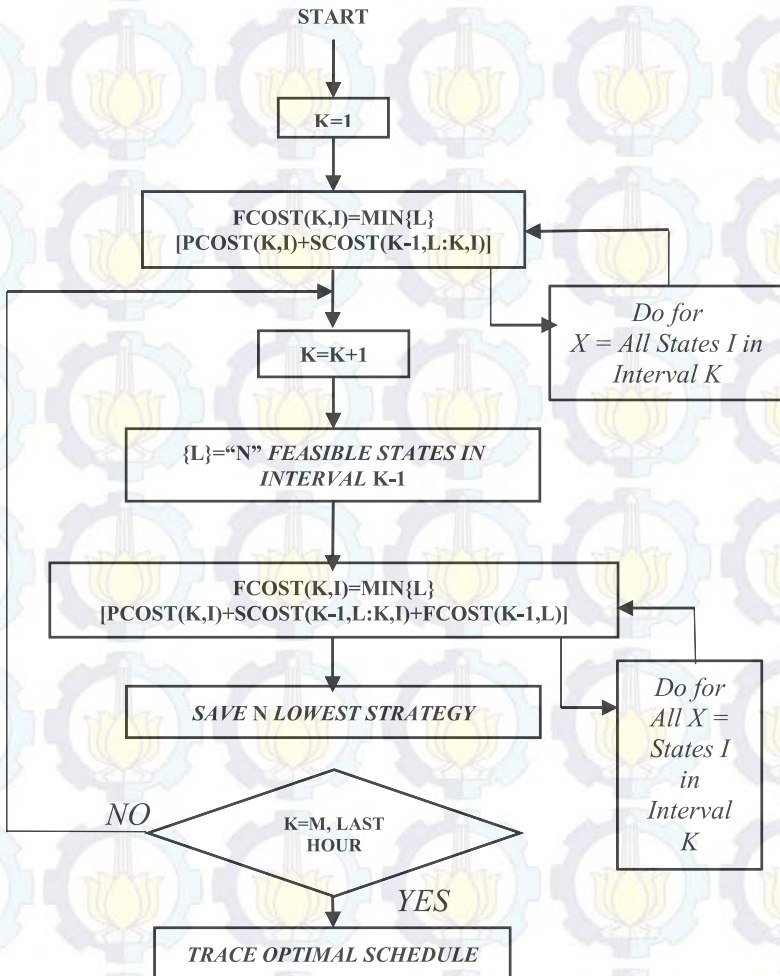 START
K=1
FCOST(K,I)=MIN{L}
[PCOST(K,I)+SCOST(K-1,L:K,I)]
Do for
X = All States I in
Interval K
K=K+1
{L}=“N” FEASIBLE STATES IN
INTERVAL K-1
FCOST(K,I)=MIN{L}
[PCOST(K,I)+SCOST(K-1,L:K,I)+FCOST(K-1,L)]
Do for
All X =
States I
in
Interval
K
SAVE N LOWEST STRATEGY
NO
K=M, LAST
HOUR
YES
TRACE OPTIMAL SCHEDULE